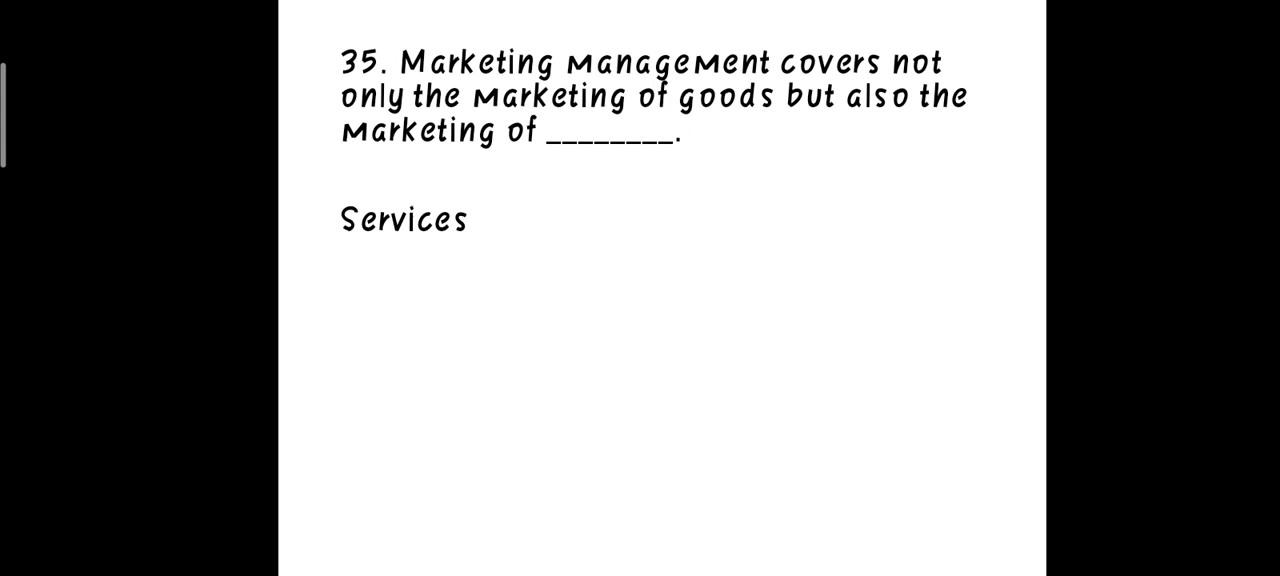 35. Marketing management covers not
only the marketing of goods but also the
marketing of ________.
Services